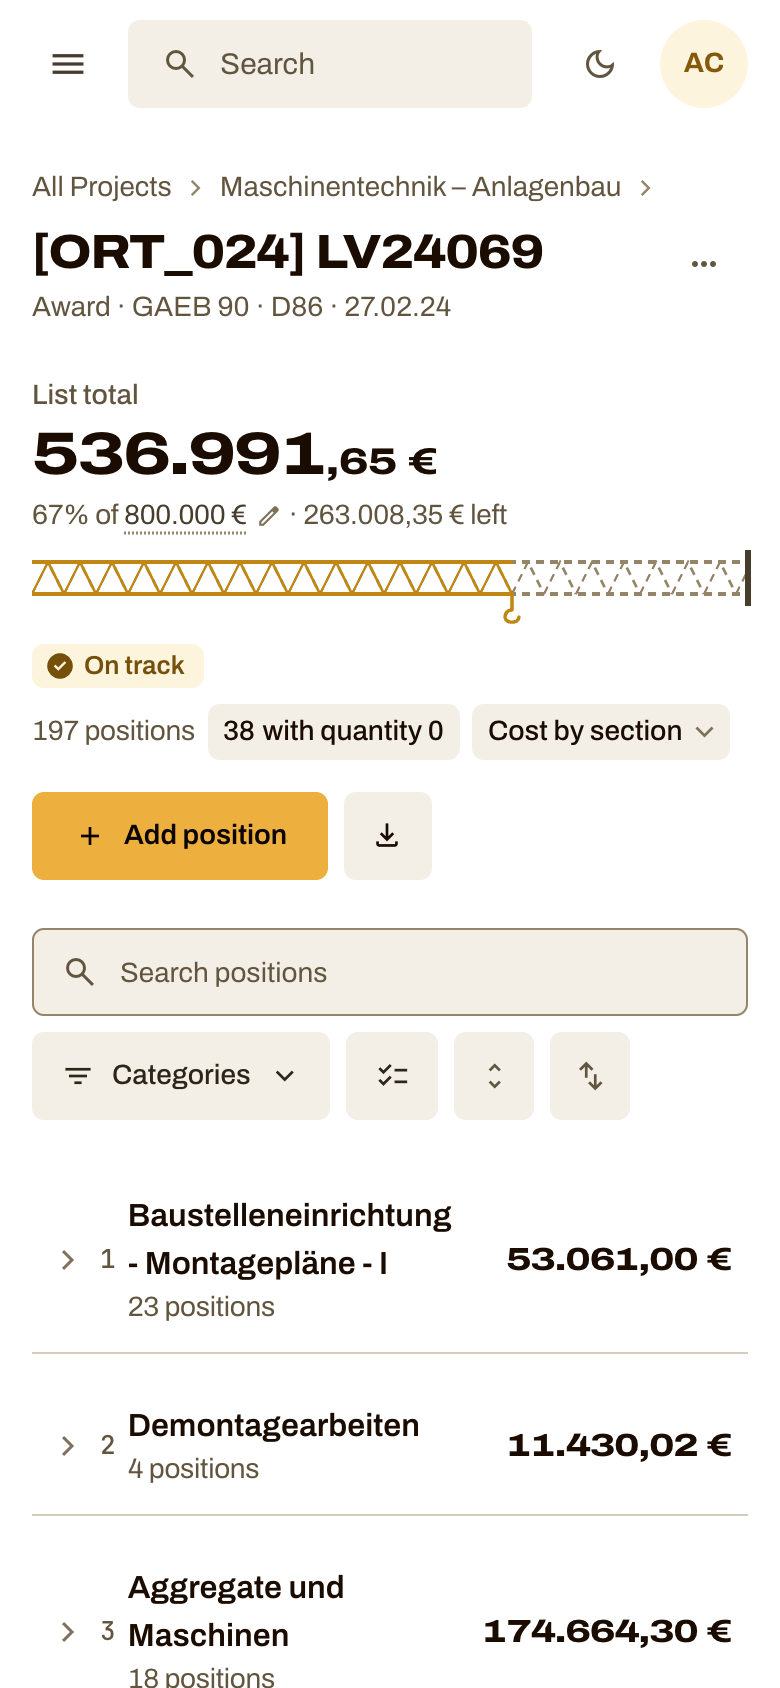 Search
AC
All Projects > Maschinentechnik – Anlagenbau >
[ORT_024] LV24069
Award · GAEB 90 · D86 · 27.02.24
List total
536.991,65 €
67% of 800.000 € · 263.008,35 € left
On track
197 positions 38 with quantity 0 Cost by section
+ Add position
Search positions
Categories
Baustelleneinrichtung
1 - Montagepläne - I 53.061,00 €
23 positions
2 Demontagearbeiten 11.430,02 €
4 positions
Aggregate und
3 Maschinen 174.664,30 €
18 positions